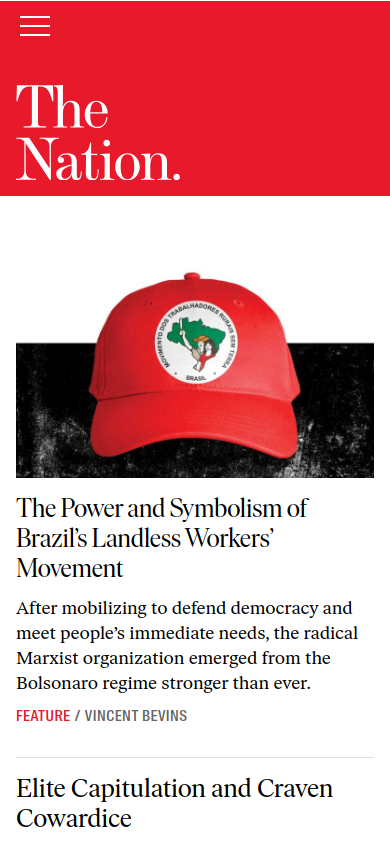 The
Nation.
MOVIMENTO DOS TRABALHADORES RURAIS SEM TERRA
BRASIL
The Power and Symbolism of
Brazil’s Landless Workers’
Movement
After mobilizing to defend democracy and
meet people’s immediate needs, the radical
Marxist organization emerged from the
Bolsonaro regime stronger than ever.
FEATURE / VINCENT BEVINS
Elite Capitulation and Craven
Cowardice